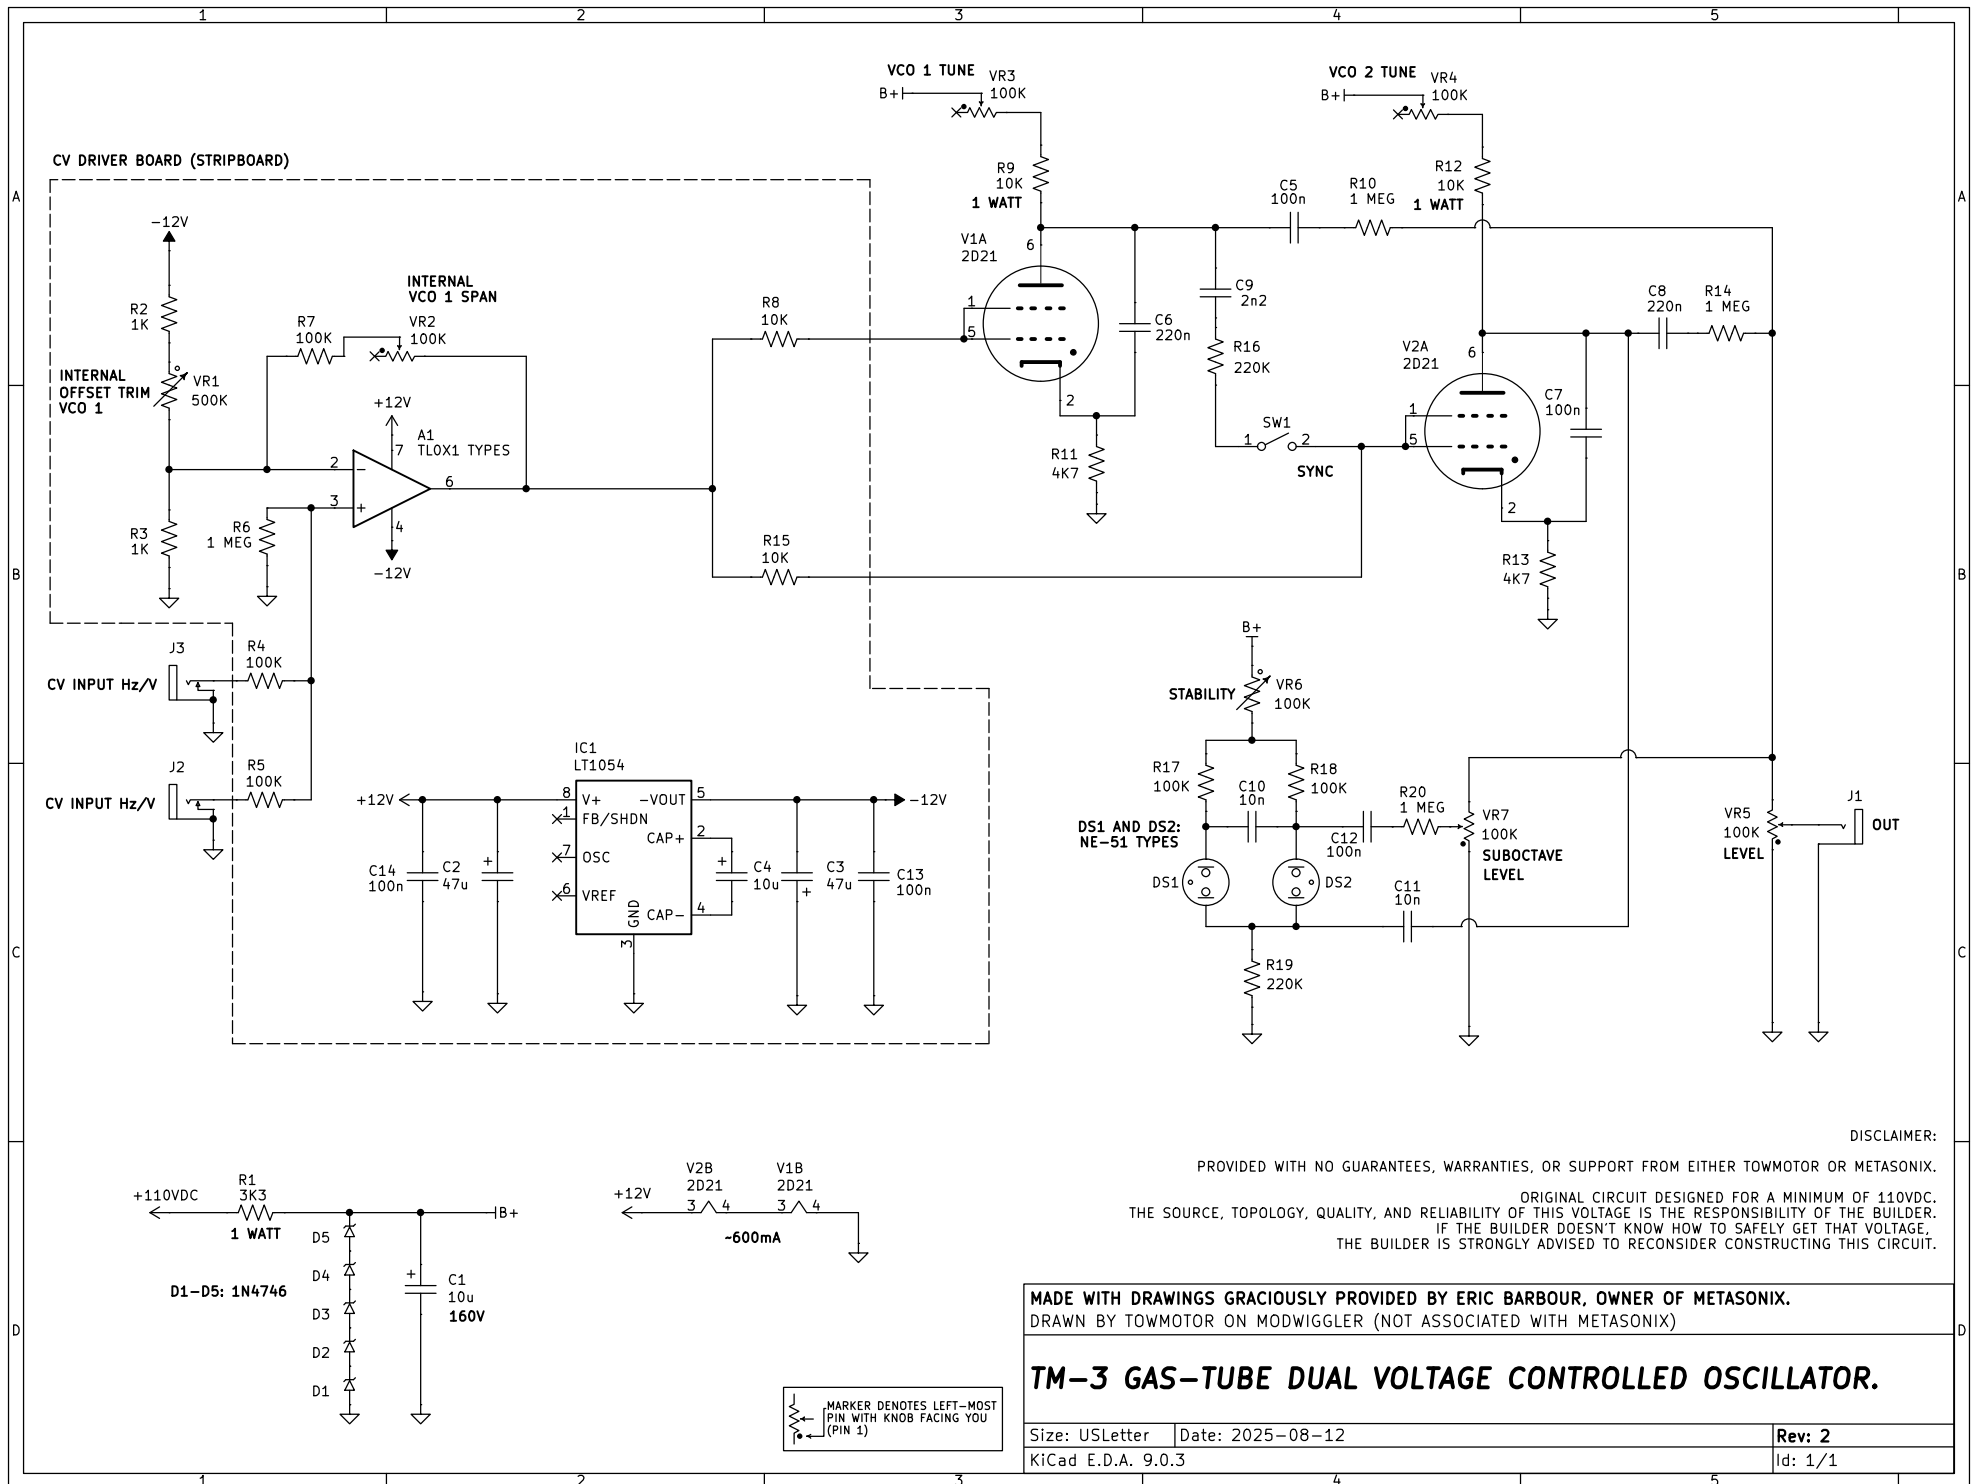 1 2 3 4 5
VCO 1 TUNE
VR3
B+
100K
VCO 2 TUNE
VR4
B+
100K
CV DRIVER BOARD (STRIPBOARD)
R9
10K
1 WATT
C5
100n
R10
1 MEG
R12
10K
1 WATT
A
A
-12V
V1A
2D21
6
1
5
2
R2
1K
INTERNAL
VCO 1 SPAN
R7
100K
VR2
100K
R8
10K
C6
220n
C9
2n2
R16
220K
C8
220n
R14
1 MEG
INTERNAL
OFFSET TRIM
VCO 1
VR1
500K
+12V
7
A1
TL0X1 TYPES
2
-
3
+
6
4
-12V
V2A
2D21
6
1
5
2
C7
100n
R11
4K7
SW1
1
2
SYNC
R3
1K
R6
1 MEG
R15
10K
R13
4K7
B
B
J3
CV INPUT Hz/V
R4
100K
J2
CV INPUT Hz/V
R5
100K
B+
STABILITY
VR6
100K
IC1
LT1054
+12V
8
V+
1
FB/SHDN
7
OSC
6
VREF
GND
3
-VOUT
5
CAP+
2
CAP-
4
-12V
C14
100n
C2
47u
+
C4
10u
+
C3
47u
+
C13
100n
R17
100K
C10
10n
R18
100K
R20
1 MEG
C12
100n
DS1 AND DS2:
NE-51 TYPES
DS1
DS2
VR7
100K
SUBOCTAVE
LEVEL
VR5
100K
LEVEL
J1
OUT
C11
10n
R19
220K
C
C
+110VDC
R1
3K3
1 WATT
B+
D5
D4
D3
D2
D1
D1-D5: 1N4746
+
C1
10u
160V
+12V
V2B
2D21
3
4
V1B
2D21
3
4
~600mA
DISCLAIMER:
PROVIDED WITH NO GUARANTEES, WARRANTIES, OR SUPPORT FROM EITHER TOWMOTOR OR METASONIX.
ORIGINAL CIRCUIT DESIGNED FOR A MINIMUM OF 110VDC.
THE SOURCE, TOPOLOGY, QUALITY, AND RELIABILITY OF THIS VOLTAGE IS THE RESPONSIBILITY OF THE BUILDER.
IF THE BUILDER DOESN'T KNOW HOW TO SAFELY GET THAT VOLTAGE,
THE BUILDER IS STRONGLY ADVISED TO RECONSIDER CONSTRUCTING THIS CIRCUIT.
D
D
MARKER DENOTES LEFT-MOST
PIN WITH KNOB FACING YOU
(PIN 1)
MADE WITH DRAWINGS GRACIOUSLY PROVIDED BY ERIC BARBOUR, OWNER OF METASONIX.
DRAWN BY TOWMOTOR ON MODWIGGLER (NOT ASSOCIATED WITH METASONIX)
TM-3 GAS-TUBE DUAL VOLTAGE CONTROLLED OSCILLATOR.
Size: USLetter
Date: 2025-08-12
Rev: 2
KiCad E.D.A. 9.0.3
Id: 1/1
1 2 3 4 5